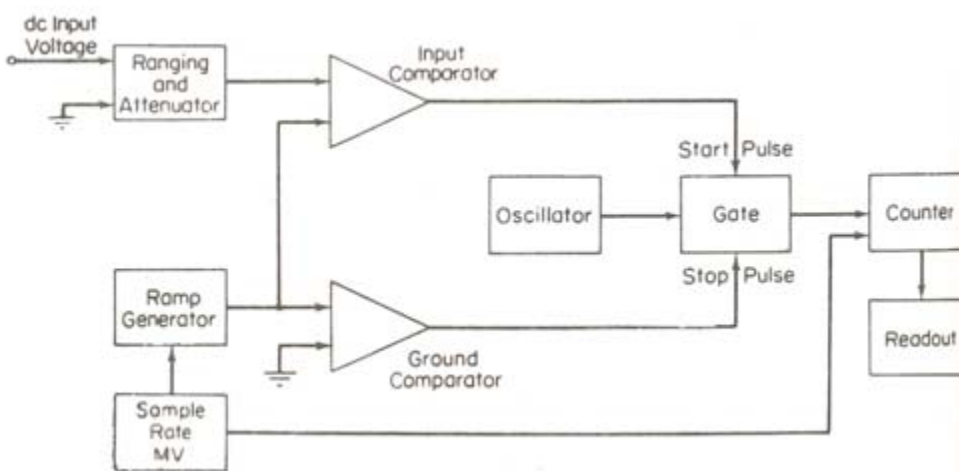 dc Input
Voltage
Ranging
and
Attenuator
Input
Comparator
Start Pulse
Oscillator
Gate
Counter
Stop Pulse
Ramp
Generator
Ground
Comparator
Readout
Sample
Rate
MV